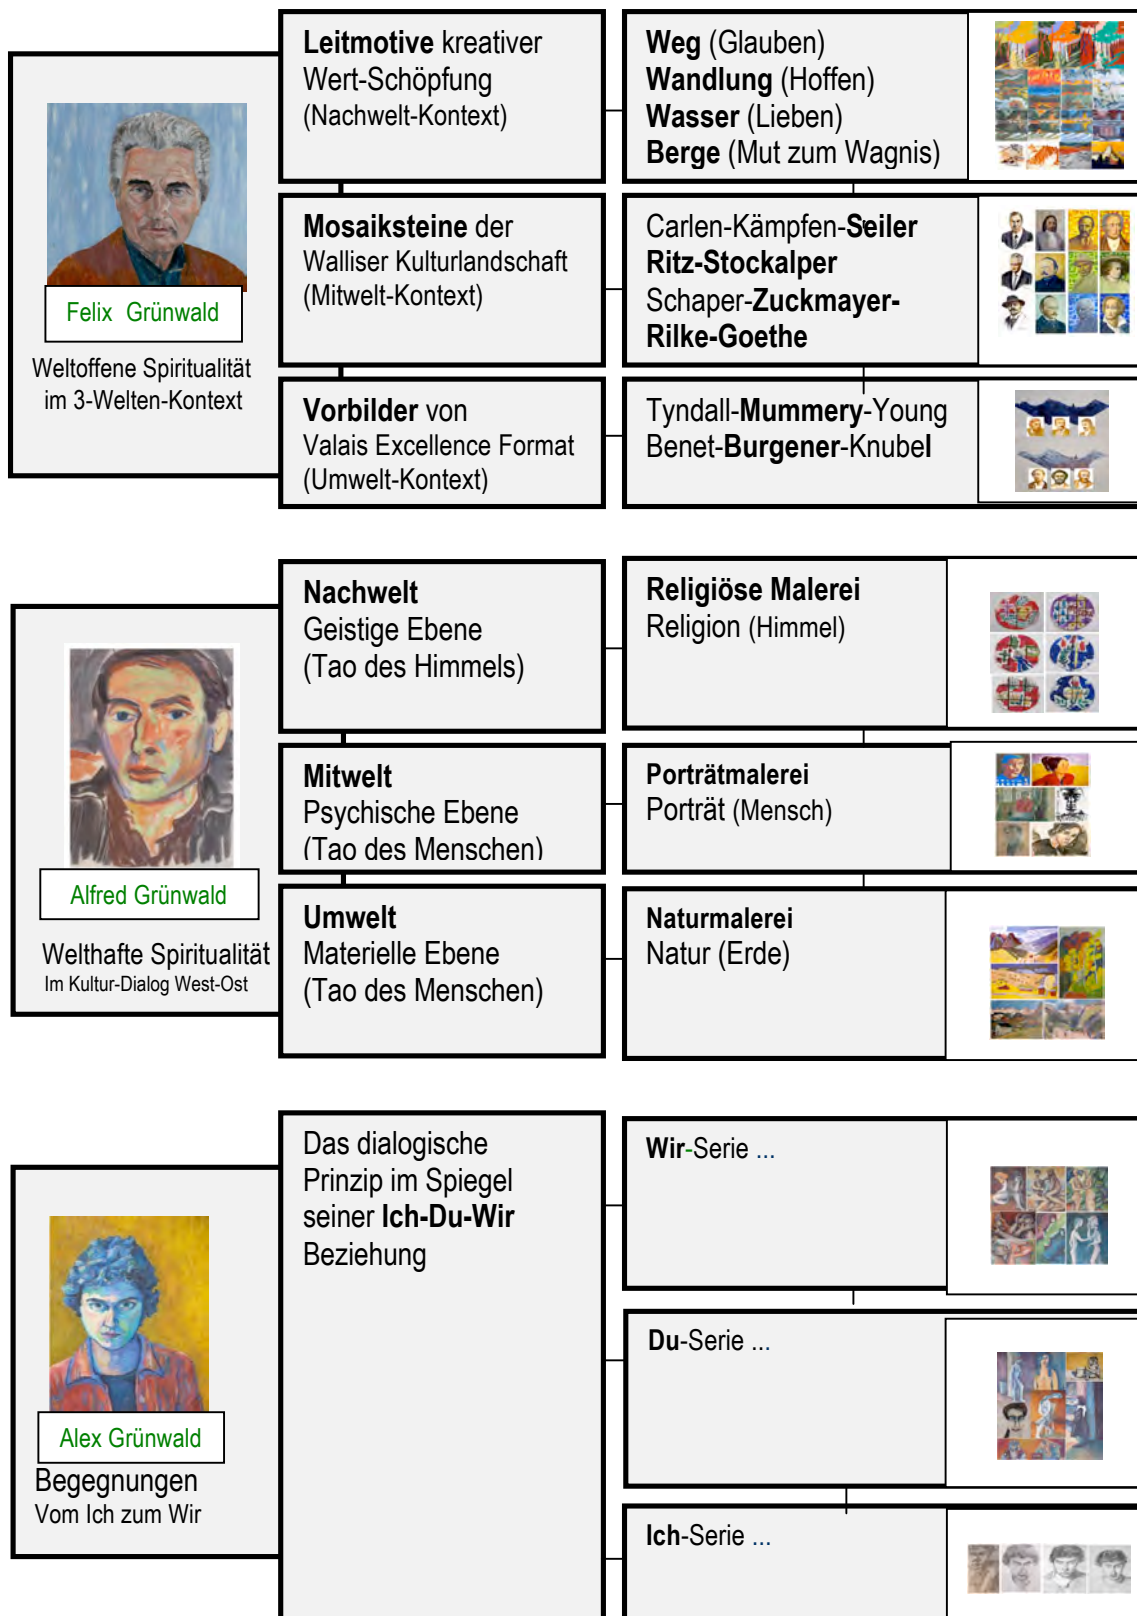 Felix Grünwald
Weltoffene Spiritualität
im 3-Welten-Kontext
Leitmotive kreativer
Wert-Schöpfung
(Nachwelt-Kontext)
Weg (Glauben)
Wandlung (Hoffen)
Wasser (Lieben)
Berge (Mut zum Wagnis)
Mosaiksteine der
Walliser Kulturlandschaft
(Mitwelt-Kontext)
Carlen-Kämpfen-Seiler
Ritz-Stockalper
Schaper-Zuckmayer-
Rilke-Goethe
Vorbilder von
Valais Excellence Format
(Umwelt-Kontext)
Tyndall-Mummery-Young
Benet-Burgener-Knubel
Alfred Grünwald
Welthafte Spiritualität
Im Kultur-Dialog West-Ost
Nachwelt
Geistige Ebene
(Tao des Himmels)
Religiöse Malerei
Religion (Himmel)
Mitwelt
Psychische Ebene
(Tao des Menschen)
Porträtmalerei
Porträt (Mensch)
Umwelt
Materielle Ebene
(Tao des Menschen)
Naturmalerei
Natur (Erde)
Alex Grünwald
Begegnungen
Vom Ich zum Wir
Das dialogische
Prinzip im Spiegel
seiner Ich-Du-Wir
Beziehung
Wir-Serie ...
Du-Serie ...
Ich-Serie ...